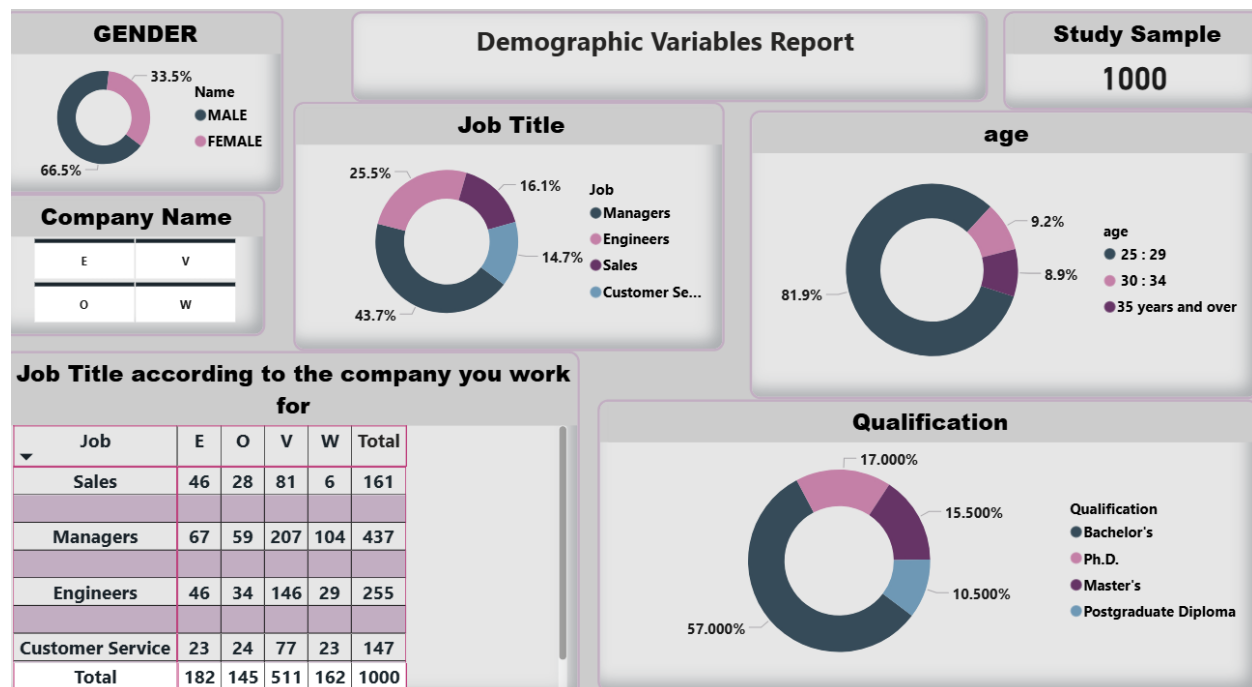 GENDER
33.5%
Name
MALE
FEMALE
66.5%
Demographic Variables Report
Study Sample
1000
Company Name
E V
O W
Job Title
25.5%
16.1%
14.7%
43.7%
Job
Managers
Engineers
Sales
Customer Se...
age
9.2%
8.9%
81.9%
age
25 : 29
30 : 34
35 years and over
Job Title according to the company you work
for
Job E O V W Total
Sales 46 28 81 6 161
Managers 67 59 207 104 437
Engineers 46 34 146 29 255
Customer Service 23 24 77 23 147
Total 182 145 511 162 1000
Qualification
17.000%
15.500%
10.500%
57.000%
Qualification
Bachelor's
Ph.D.
Master's
Postgraduate Diploma